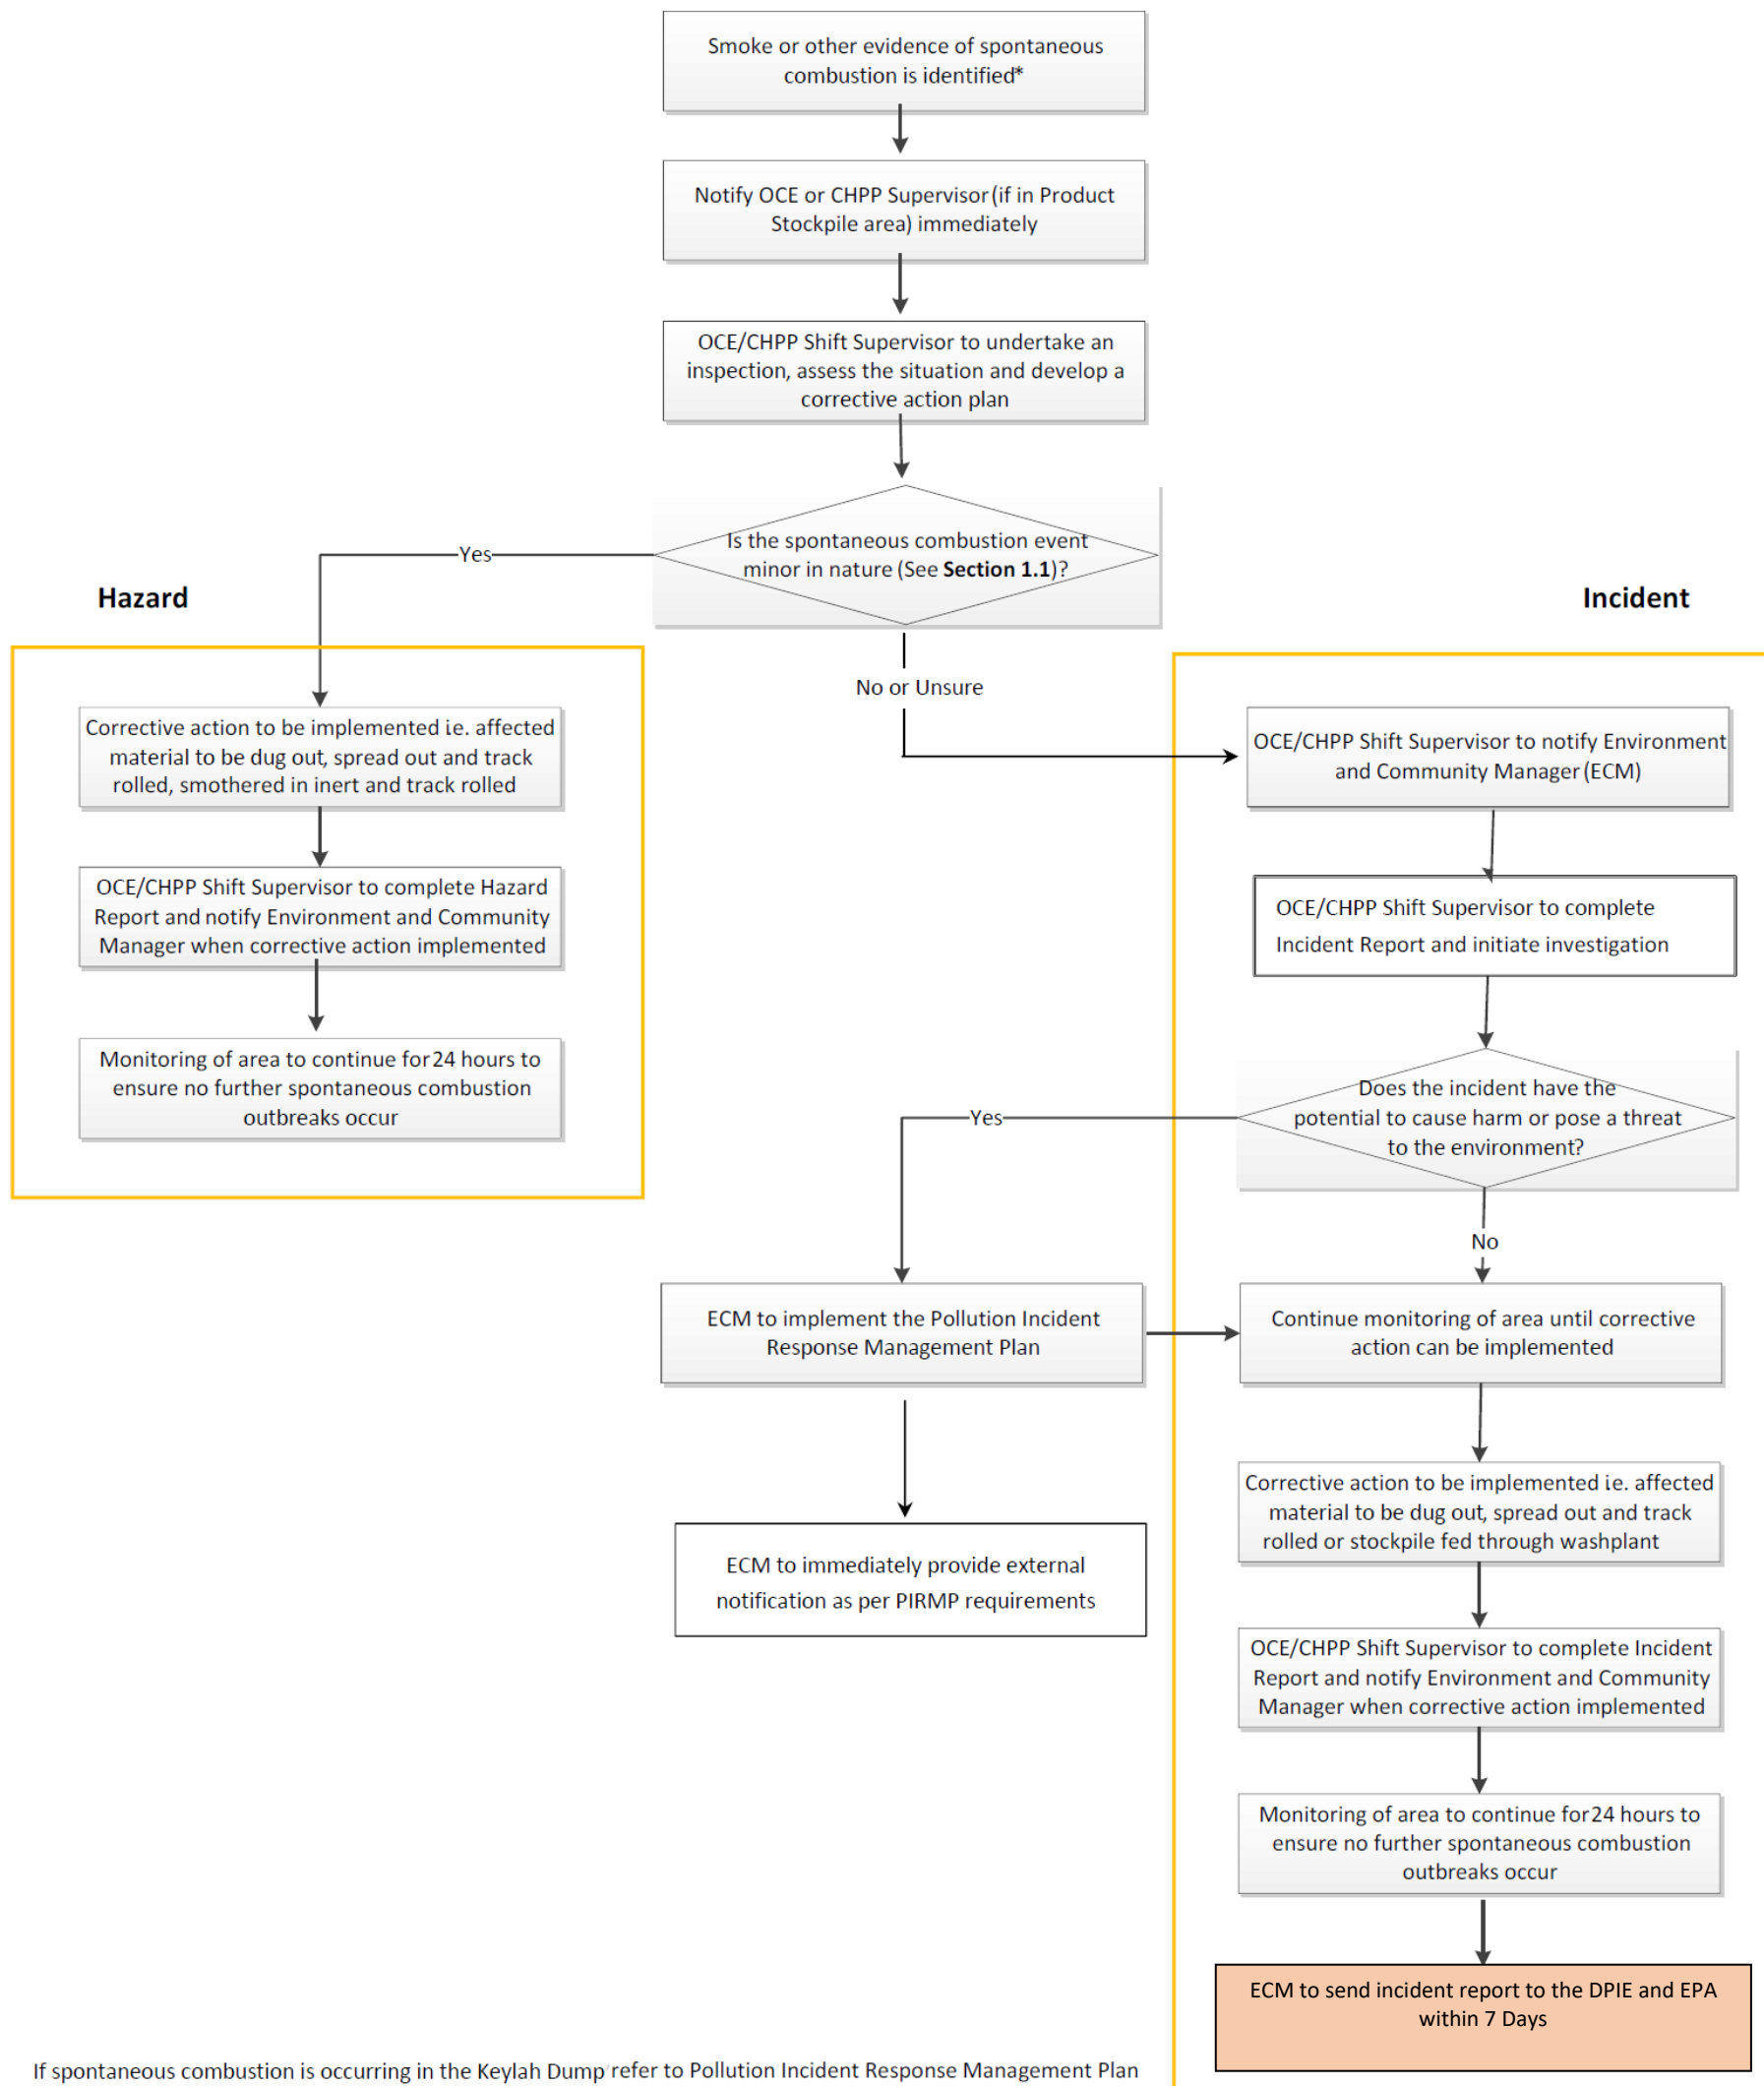 Smoke or other evidence of spontaneous
combustion is identified*
Notify OCE or CHPP Supervisor (if in Product
Stockpile area) immediately
OCE/CHPP Shift Supervisor to undertake an
inspection, assess the situation and develop a
corrective action plan
Is the spontaneous combustion event
minor in nature (See Section 1.1)?
Yes
No or Unsure
Hazard
Corrective action to be implemented i.e. affected
material to be dug out, spread out and track
rolled, smothered in inert and track rolled
OCE/CHPP Shift Supervisor to complete Hazard
Report and notify Environment and Community
Manager when corrective action implemented
Monitoring of area to continue for 24 hours to
ensure no further spontaneous combustion
outbreaks occur
Incident
OCE/CHPP Shift Supervisor to notify Environment
and Community Manager (ECM)
OCE/CHPP Shift Supervisor to complete
Incident Report and initiate investigation
Does the incident have the
potential to cause harm or pose a threat
to the environment?
Yes
No
ECM to implement the Pollution Incident
Response Management Plan
ECM to immediately provide external
notification as per PIRMP requirements
Continue monitoring of area until corrective
action can be implemented
Corrective action to be implemented i.e. affected
material to be dug out, spread out and track
rolled or stockpile fed through washplant
OCE/CHPP Shift Supervisor to complete Incident
Report and notify Environment and Community
Manager when corrective action implemented
Monitoring of area to continue for 24 hours to
ensure no further spontaneous combustion
outbreaks occur
ECM to send incident report to the DPIE and EPA
within 7 Days
If spontaneous combustion is occurring in the Keylah Dump refer to Pollution Incident Response Management Plan